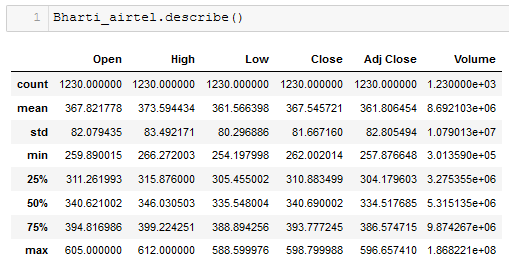 1 Bharti_airtel.describe()
Open High Low Close Adj Close Volume
count 1230.000000 1230.000000 1230.000000 1230.000000 1230.000000 1.230000e+03
mean 367.821778 373.594434 361.566398 367.545721 361.806454 8.692103e+06
std 82.079435 83.492171 80.296886 81.667160 82.805494 1.079013e+07
min 259.890015 266.272003 254.197998 262.002014 257.876648 3.013590e+05
25% 311.261993 315.876000 305.455002 310.883499 304.179603 3.275355e+06
50% 340.621002 346.030503 335.548004 340.690002 334.517685 5.315135e+06
75% 394.816986 399.224251 388.894256 393.777245 386.574715 9.874267e+06
max 605.000000 612.000000 588.599976 598.799988 596.657410 1.868221e+08